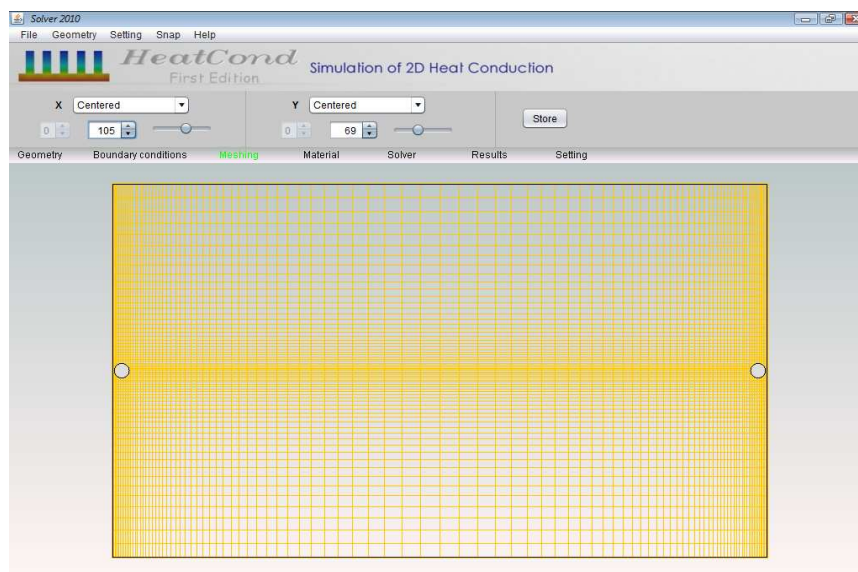 Solver 2010
File Geometry Setting Snap Help
HeatCond
First Edition
Simulation of 2D Heat Conduction
X Centered Y Centered
0 105 0 69
Store
Geometry Boundary conditions Meshing Material Solver Results Setting